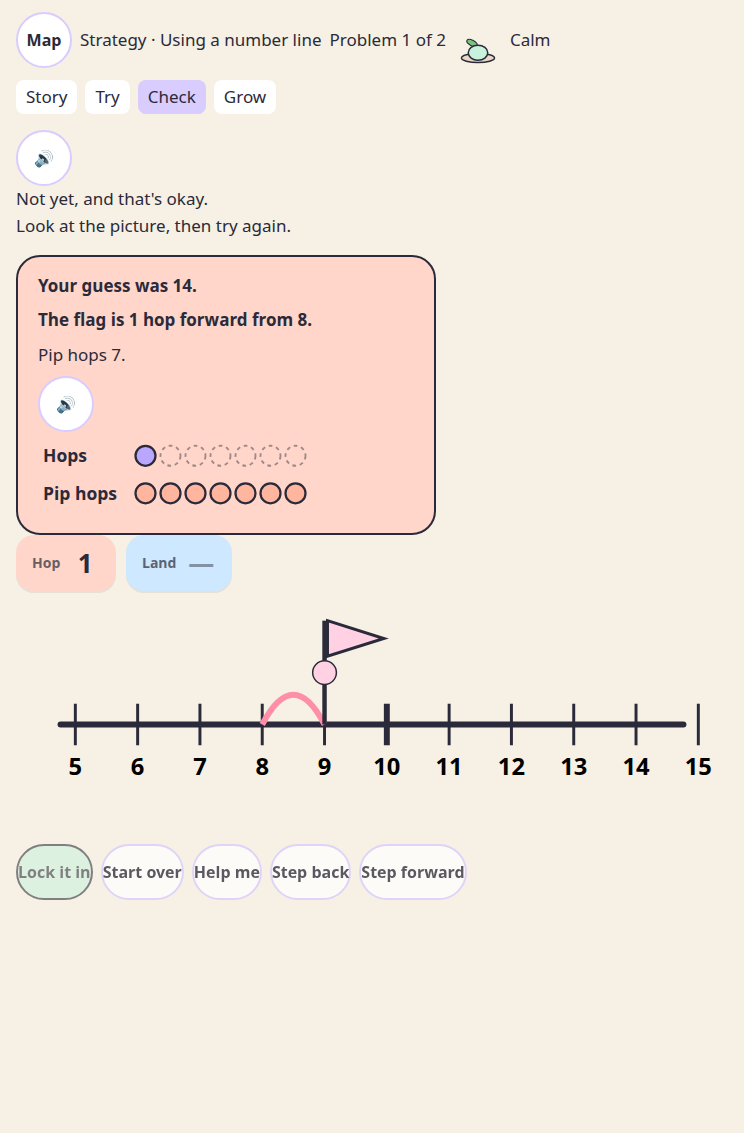 Map Strategy · Using a number line Problem 1 of 2 Calm
Story Try Check Grow
Not yet, and that's okay.
Look at the picture, then try again.
Your guess was 14.
The flag is 1 hop forward from 8.
Pip hops 7.
Hops
Pip hops
Hop 1 Land —
5 6 7 8 9 10 11 12 13 14 15
Lock it in Start over Help me Step back Step forward